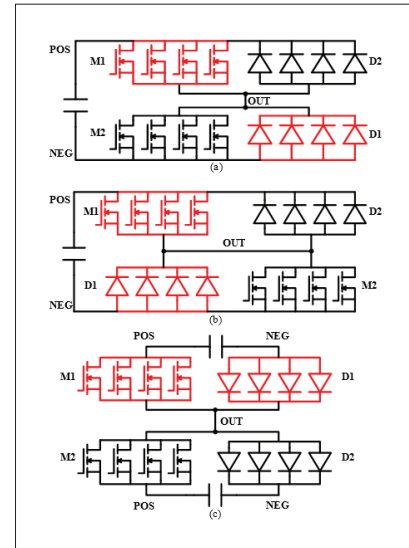 POS
M1
D2
OUT
M2
D1
NEG
(a)
POS
M1
D2
OUT
D1
M2
NEG
(b)
POS
NEG
M1
D1
OUT
M2
D2
POS
NEG
(c)